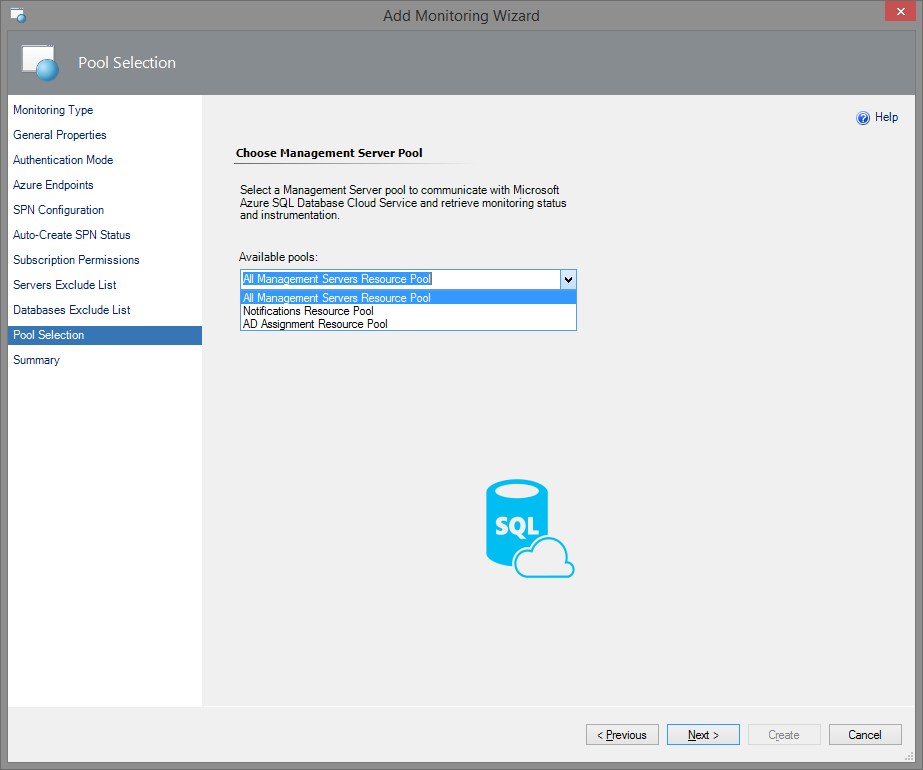 Add Monitoring Wizard
Pool Selection
Monitoring Type
General Properties
Authentication Mode
Azure Endpoints
SPN Configuration
Auto-Create SPN Status
Subscription Permissions
Servers Exclude List
Databases Exclude List
Pool Selection
Summary
Help
Choose Management Server Pool
Select a Management Server pool to communicate with Microsoft
Azure SQL Database Cloud Service and retrieve monitoring status
and instrumentation.
Available pools:
All Management Servers Resource Pool
All Management Servers Resource Pool
Notifications Resource Pool
AD Assignment Resource Pool
SQL
< Previous
Next >
Create
Cancel